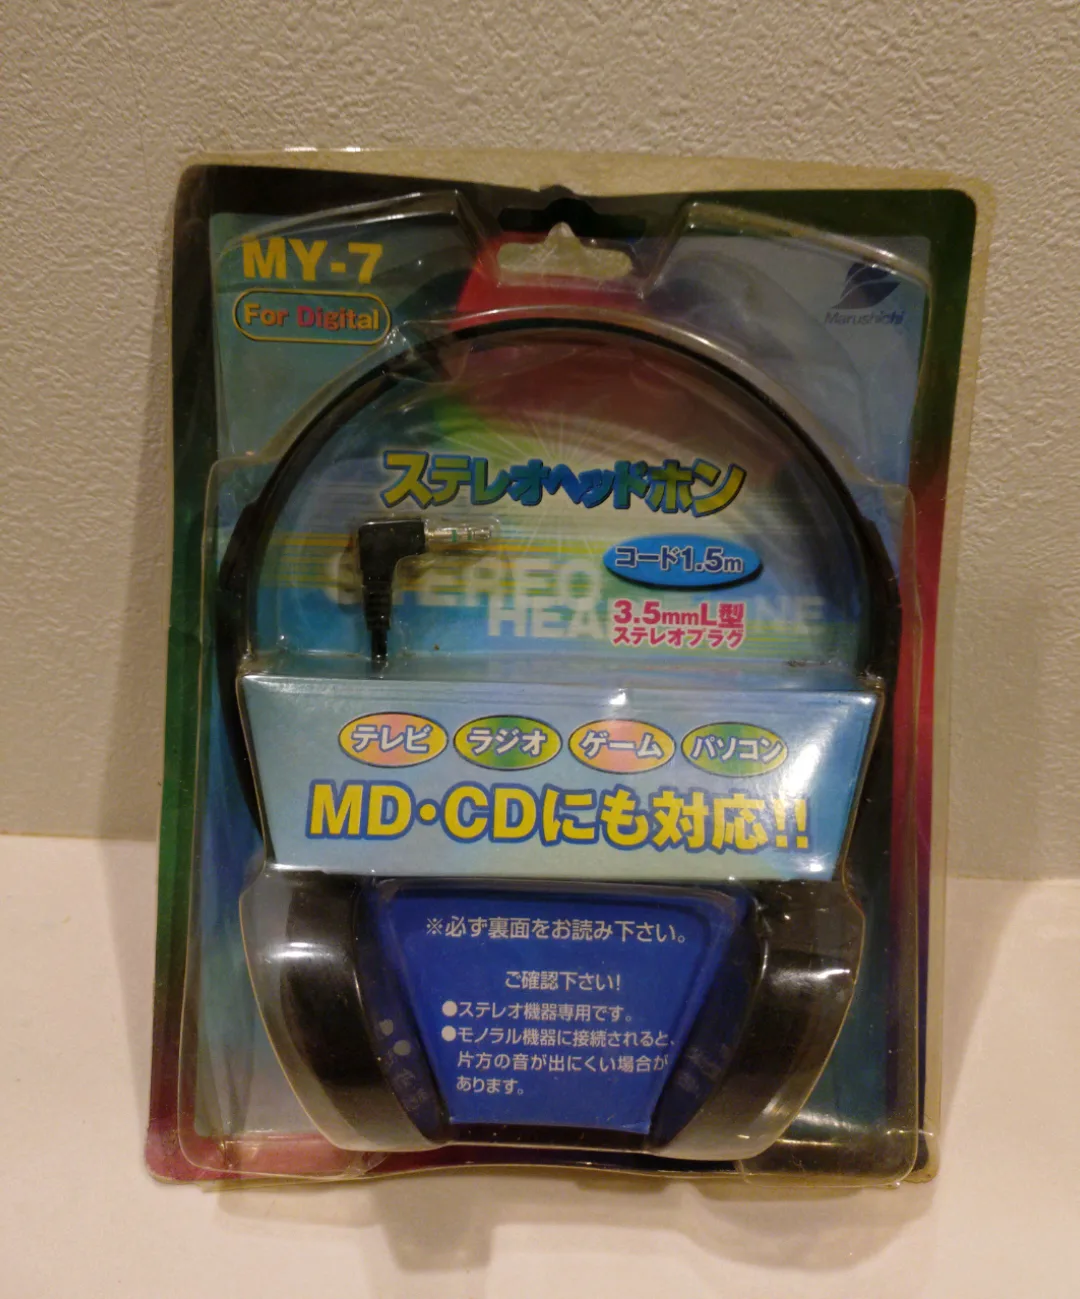 MY-7
For Digital
Marushichi
ステレオヘッドホン
コード1.5m
STEREO
3.5mmL型
ステレオプラグ
テレビ ラジオ ゲーム パソコン
MD・CDにも対応!!
※必ず裏面をお読み下さい。
ご確認下さい!
●ステレオ機器専用です。
●モノラル機器に接続されると、
片方の音が出にくい場合が
あります。